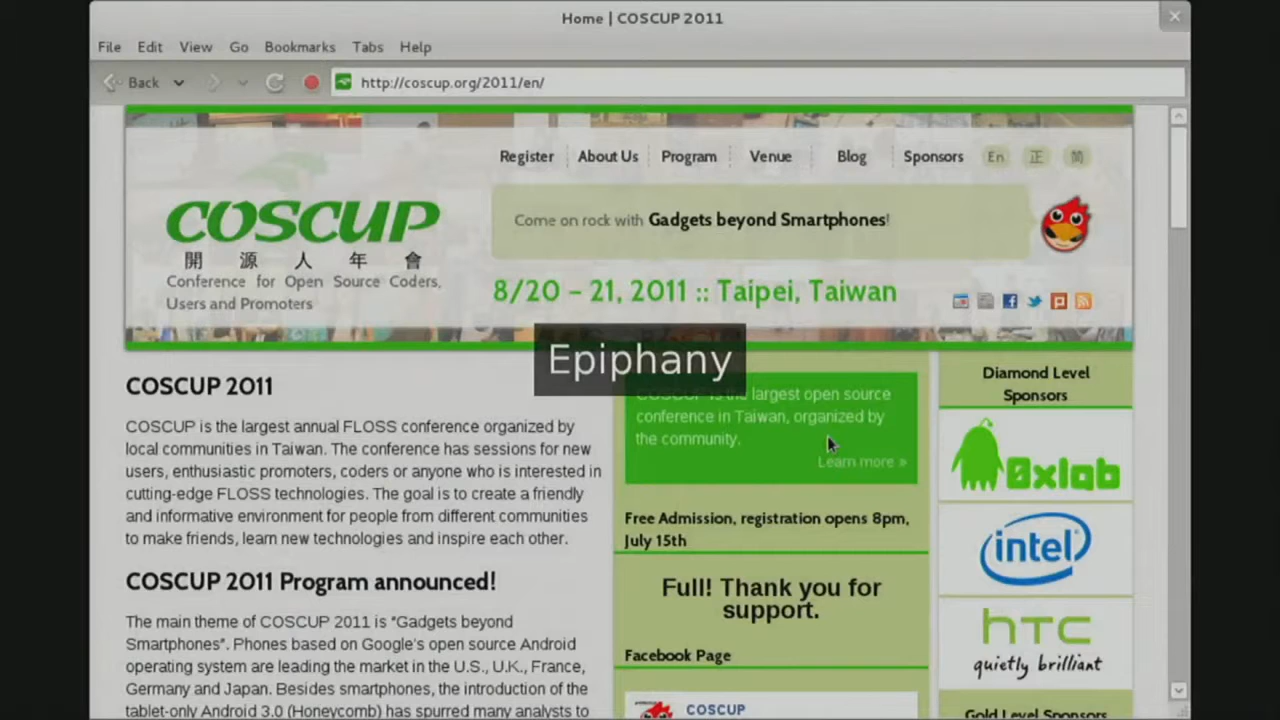 Home | COSCUP 2011
File Edit View Go Bookmarks Tabs Help
Back http://coscup.org/2011/en/
Register About Us Program Venue Blog Sponsors En 正 简
COSCUP
開源人年會
Conference for Open Source Coders,
Users and Promoters
Come on rock with Gadgets beyond Smartphones!
8/20 – 21, 2011 :: Taipei, Taiwan
Epiphany
COSCUP 2011
COSCUP is the largest annual FLOSS conference organized by
local communities in Taiwan. The conference has sessions for new
users, enthusiastic promoters, coders or anyone who is interested in
cutting-edge FLOSS technologies. The goal is to create a friendly
and informative environment for people from different communities
to make friends, learn new technologies and inspire each other.
COSCUP 2011 Program announced!
The main theme of COSCUP 2011 is "Gadgets beyond
Smartphones". Phones based on Google's open source Android
operating system are leading the market in the U.S., U.K., France,
Germany and Japan. Besides smartphones, the introduction of the
tablet-only Android 3.0 (Honeycomb) has spurred many analysts to
COSCUP is the largest open source
conference in Taiwan, organized by
the community.
Learn more »
Free Admission, registration opens 8pm,
July 15th
Full! Thank you for
support.
Facebook Page
COSCUP
Diamond Level
Sponsors
0xlab
intel
htc
quietly brilliant
Gold Level Sponsors